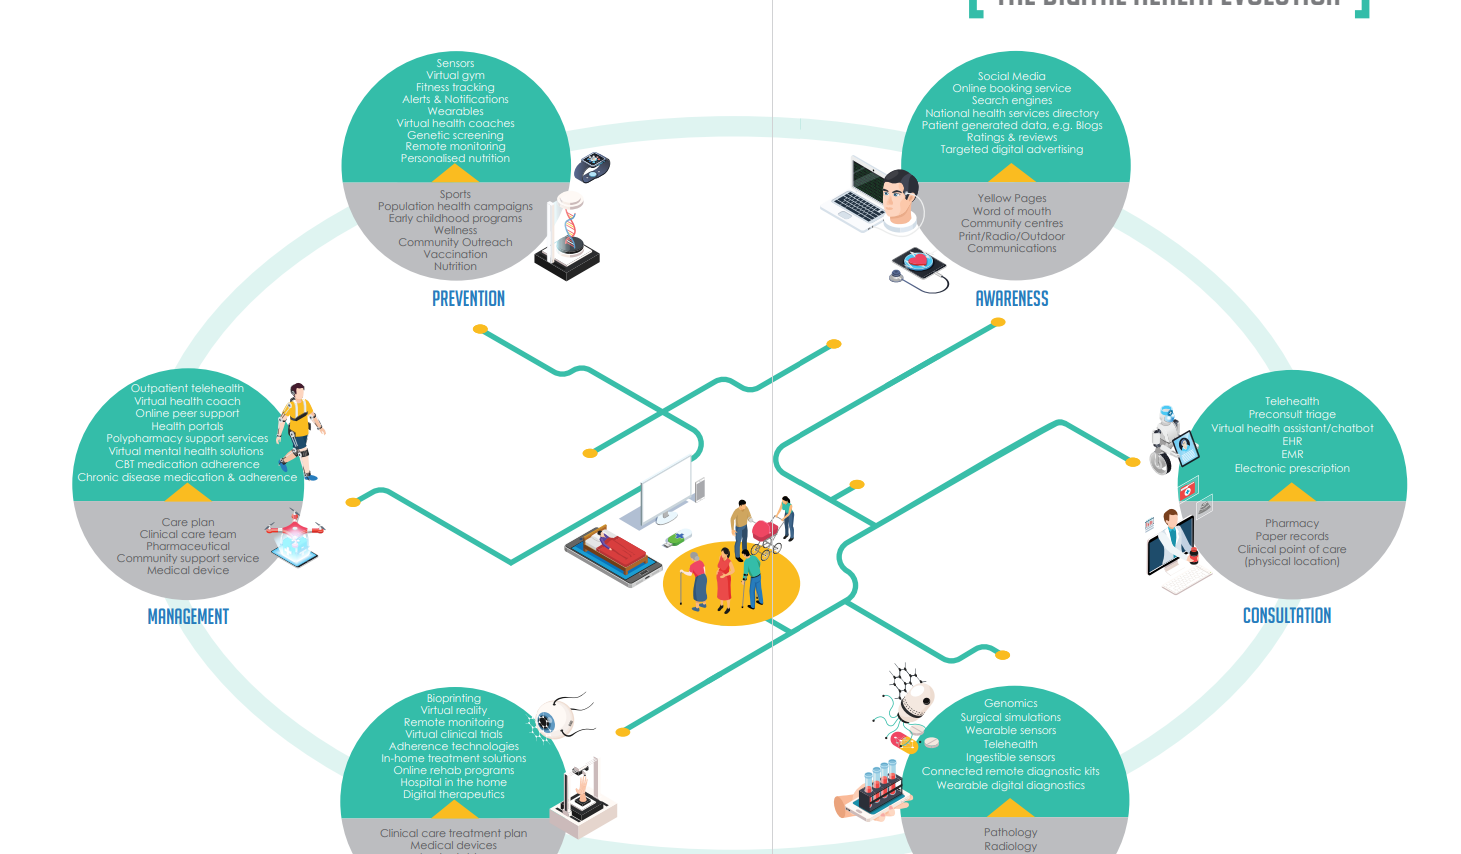 THE DIGITAL HEALTH EVOLUTION
Sensors
Virtual gym
Fitness tracking
Alerts & Notifications
Wearables
Virtual health coaches
Genetic screening
Remote monitoring
Personalised nutrition
Sports
Population health campaigns
Early childhood programs
Wellness
Community Outreach
Vaccination
Nutrition
PREVENTION
Social Media
Online booking service
Search engines
National health services directory
Patient generated data, e.g. Blogs
Ratings & reviews
Targeted digital advertising
Yellow Pages
Word of mouth
Community centres
Print/Radio/Outdoor
Communications
AWARENESS
Outpatient telehealth
Virtual health coach
Online peer support
Health portals
Polypharmacy support services
Virtual mental health solutions
CBT medication adherence
Chronic disease medication & adherence
Care plan
Clinical care team
Pharmaceutical
Community support service
Medical device
MANAGEMENT
Telehealth
Preconsult triage
Virtual health assistant/chatbot
EHR
EMR
Electronic prescription
Pharmacy
Paper records
Clinical point of care
(physical location)
CONSULTATION
Bioprinting
Virtual reality
Remote monitoring
Virtual clinical trials
Adherence technologies
In-home treatment solutions
Online rehab programs
Hospital in the home
Digital therapeutics
Clinical care treatment plan
Medical devices
Genomics
Surgical simulations
Wearable sensors
Telehealth
Ingestible sensors
Connected remote diagnostic kits
Wearable digital diagnostics
Pathology
Radiology